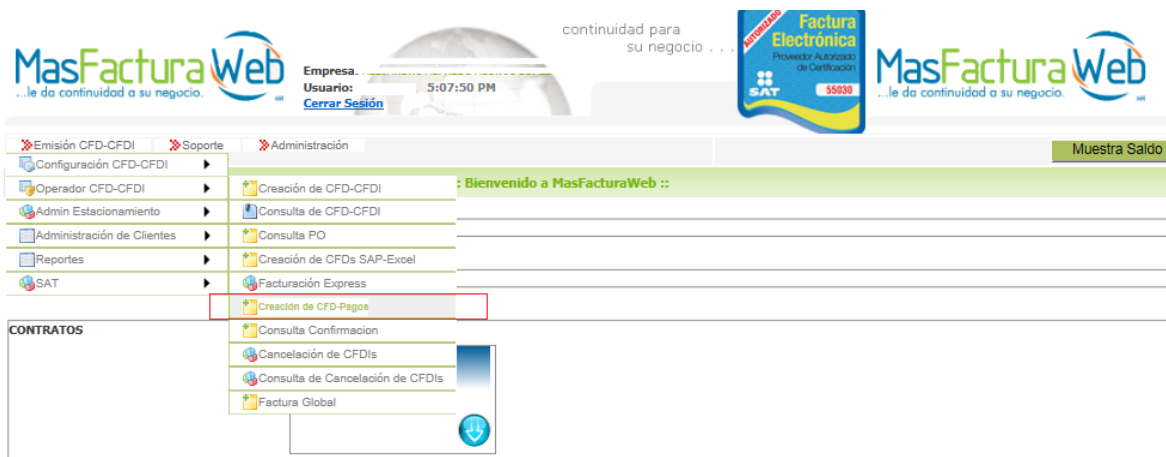 continuidad para
su negocio . . .
AUTORIZADO
Factura
Electrónica
Proveedor Autorizado
de Certificación
SAT
55030
MasFacturaWeb
...le da continuidad a su negocio.
MR
MasFacturaWeb
...le da continuidad a su negocio.
MR
Empresa:
Usuario: 5:07:50 PM
Cerrar Sesión
Emisión CFD-CFDI Soporte Administración
Muestra Saldo
Configuración CFD-CFDI
Operador CFD-CFDI
Admin Estacionamiento
Administración de Clientes
Reportes
SAT
: Bienvenido a MasFacturaWeb ::
Creación de CFD-CFDI
Consulta de CFD-CFDI
Consulta PO
Creación de CFDs SAP-Excel
Facturación Express
Creación de CFD-Pagos
Consulta Confirmacion
Cancelación de CFDIs
Consulta de Cancelación de CFDIs
Factura Global
CONTRATOS